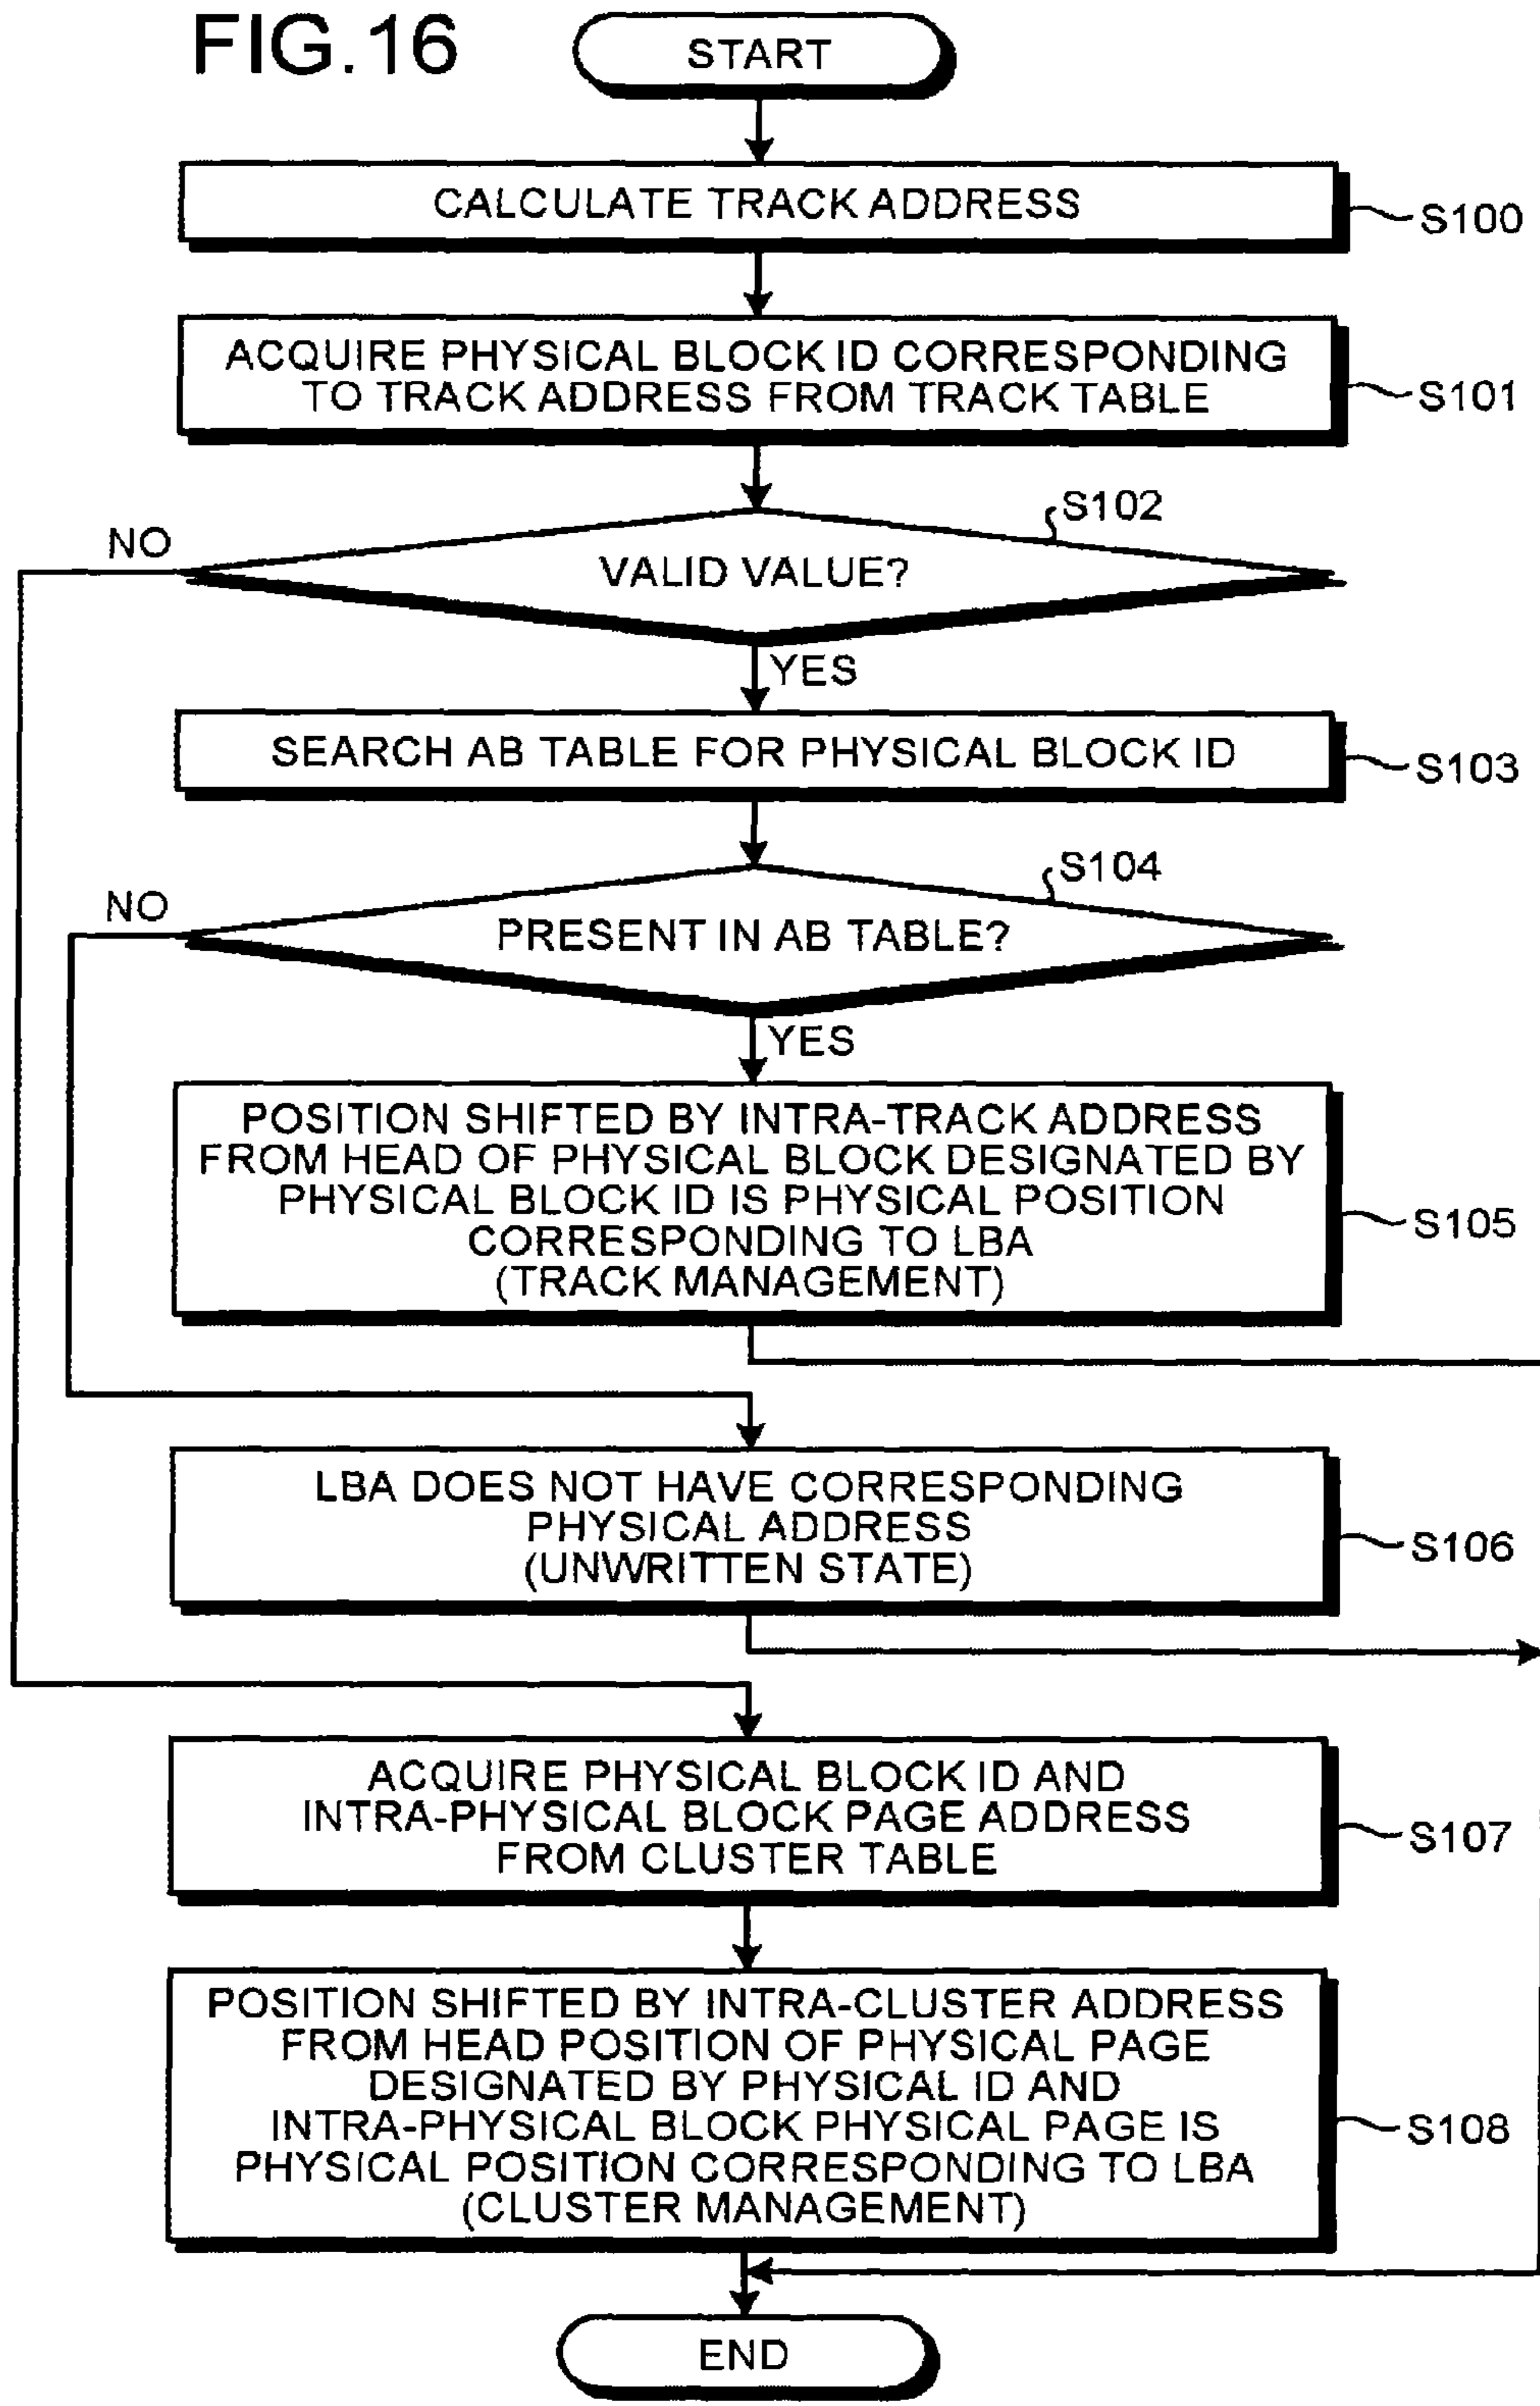 FIG.16
START
CALCULATE TRACK ADDRESS
S100
ACQUIRE PHYSICAL BLOCK ID CORRESPONDING
TO TRACK ADDRESS FROM TRACK TABLE
S101
S102
NO
VALID VALUE?
YES
SEARCH AB TABLE FOR PHYSICAL BLOCK ID
S103
S104
NO
PRESENT IN AB TABLE?
YES
POSITION SHIFTED BY INTRA-TRACK ADDRESS
FROM HEAD OF PHYSICAL BLOCK DESIGNATED BY
PHYSICAL BLOCK ID IS PHYSICAL POSITION
CORRESPONDING TO LBA
(TRACK MANAGEMENT)
S105
LBA DOES NOT HAVE CORRESPONDING
PHYSICAL ADDRESS
(UNWRITTEN STATE)
S106
ACQUIRE PHYSICAL BLOCK ID AND
INTRA-PHYSICAL BLOCK PAGE ADDRESS
FROM CLUSTER TABLE
S107
POSITION SHIFTED BY INTRA-CLUSTER ADDRESS
FROM HEAD POSITION OF PHYSICAL PAGE
DESIGNATED BY PHYSICAL ID AND
INTRA-PHYSICAL BLOCK PHYSICAL PAGE IS
PHYSICAL POSITION CORRESPONDING TO LBA
(CLUSTER MANAGEMENT)
S108
END